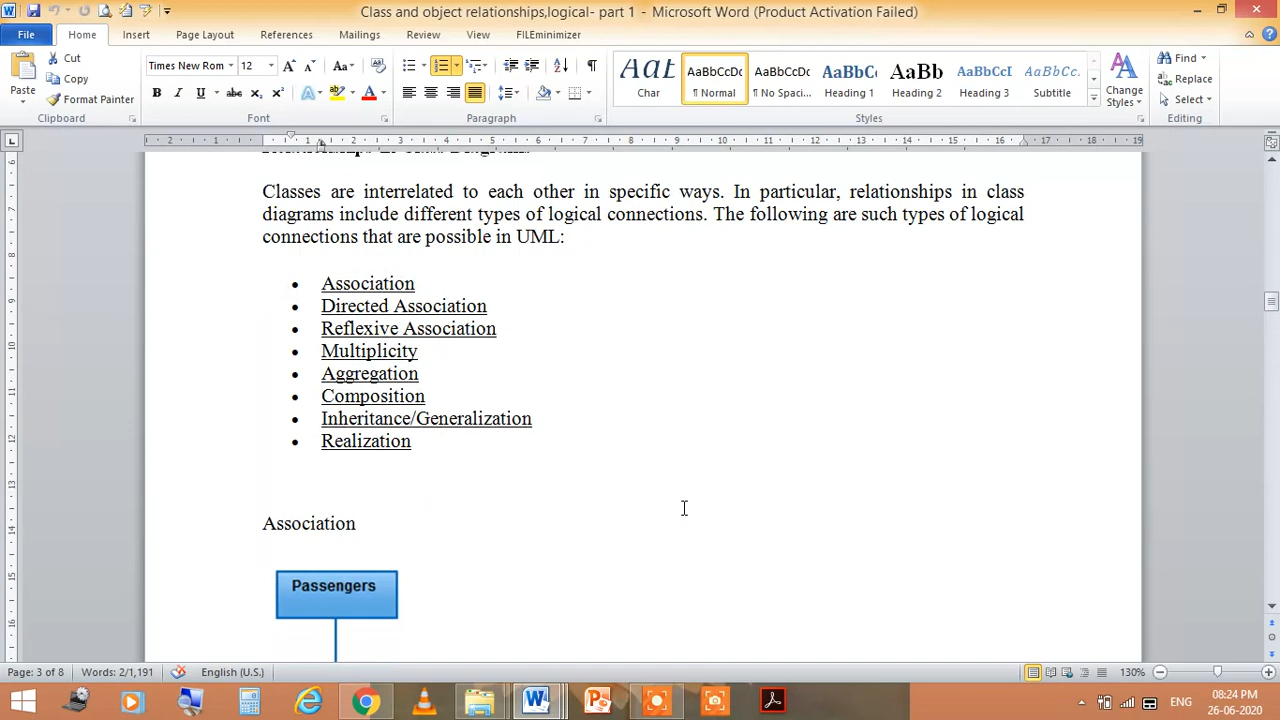 Class and object relationships,logical- part 1 - Microsoft Word (Product Activation Failed)
File Home Insert Page Layout References Mailings Review View FILEminimizer
Paste
Cut
Copy
Format Painter
Clipboard
Times New Rom 12
Font
Paragraph
AaBbCcDc AaBbCcDc AaBbC AaBbCc AaBbCcI AaBbCc.
Char ¶ Normal ¶ No Spaci... Heading 1 Heading 2 Heading 3 Subtitle
Styles
Change Styles
Find
Replace
Select
Editing
Classes are interrelated to each other in specific ways. In particular, relationships in class
diagrams include different types of logical connections. The following are such types of logical
connections that are possible in UML:
• Association
• Directed Association
• Reflexive Association
• Multiplicity
• Aggregation
• Composition
• Inheritance/Generalization
• Realization
Association
Passengers
Page: 3 of 8 Words: 2/1,191 English (U.S.) 130%
ENG 08:24 PM
26-06-2020